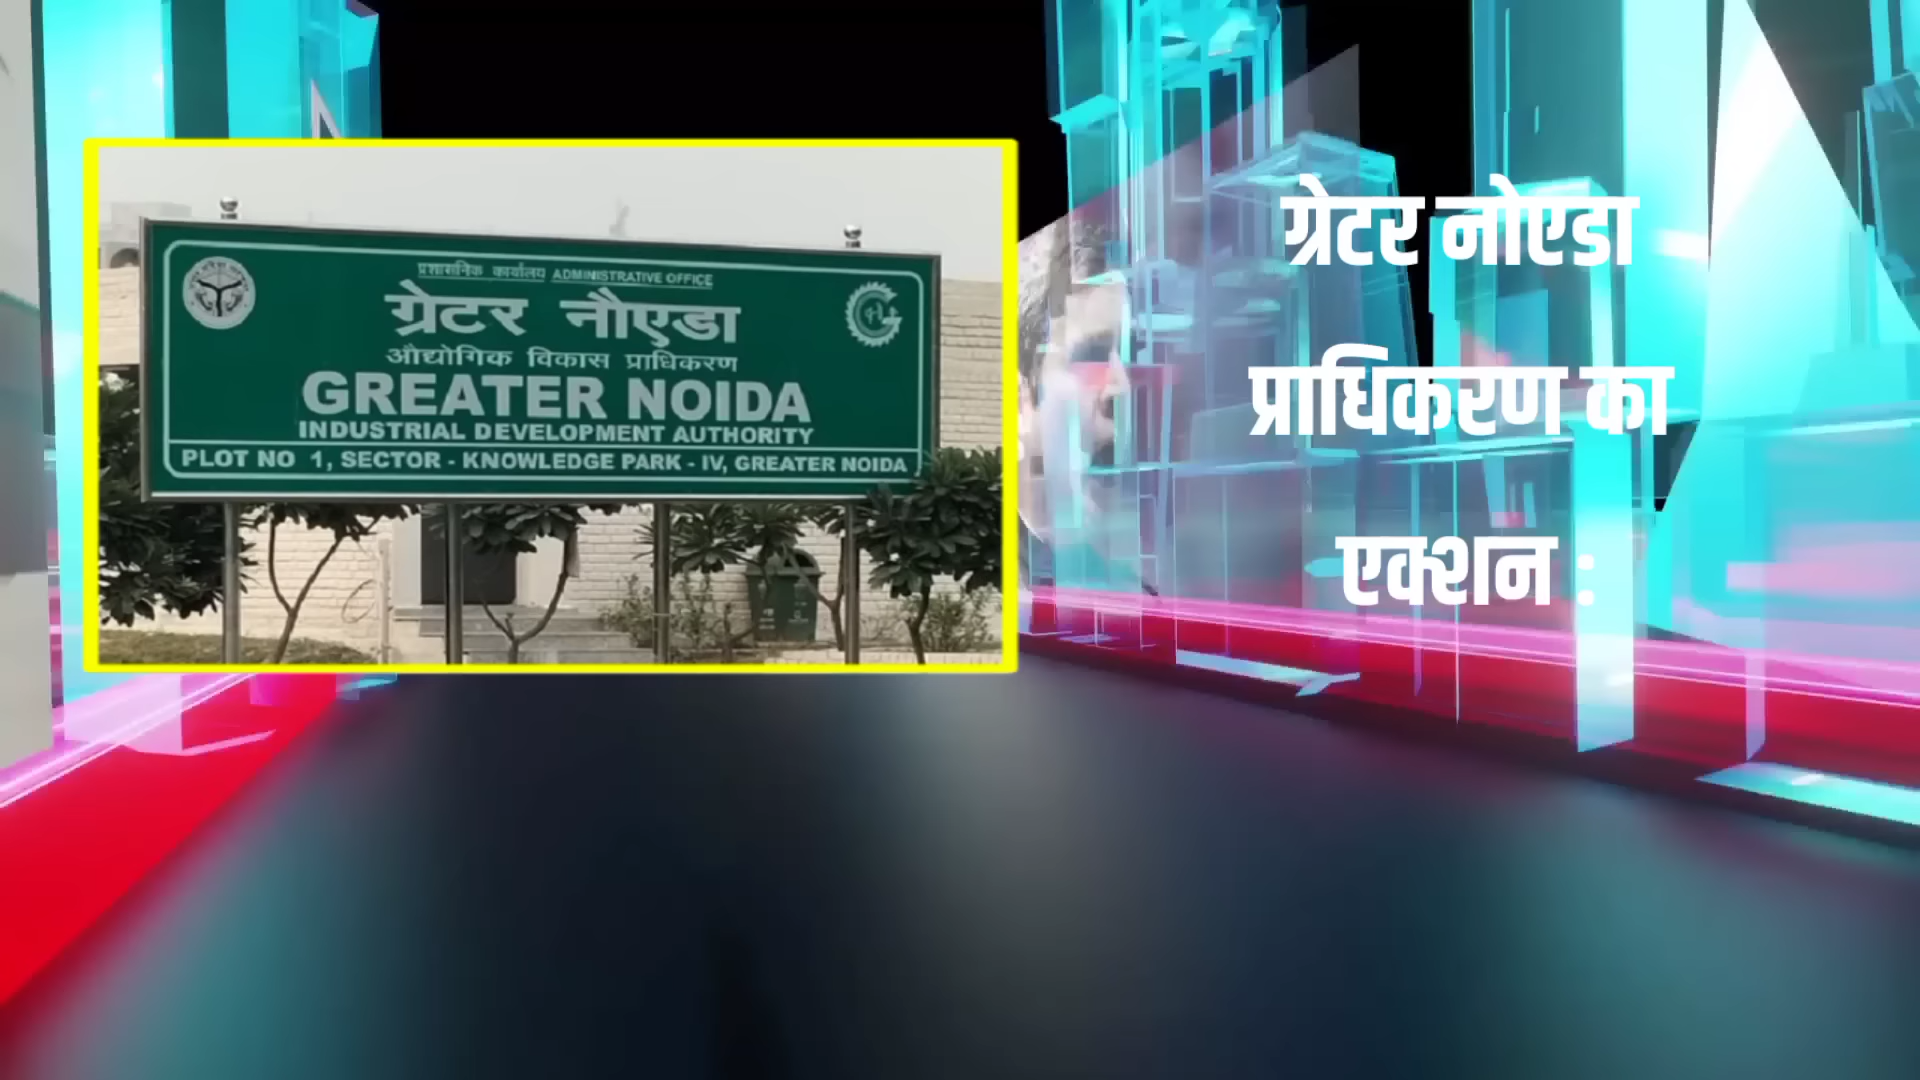 प्रशासनिक कार्यालय ADMINISTRATIVE OFFICE
ग्रेटर नौएडा
औद्योगिक विकास प्राधिकरण
GREATER NOIDA
INDUSTRIAL DEVELOPMENT AUTHORITY
PLOT NO 1, SECTOR - KNOWLEDGE PARK - IV, GREATER NOIDA
ग्रेटर नोएडा
प्राधिकरण का
एक्शन :